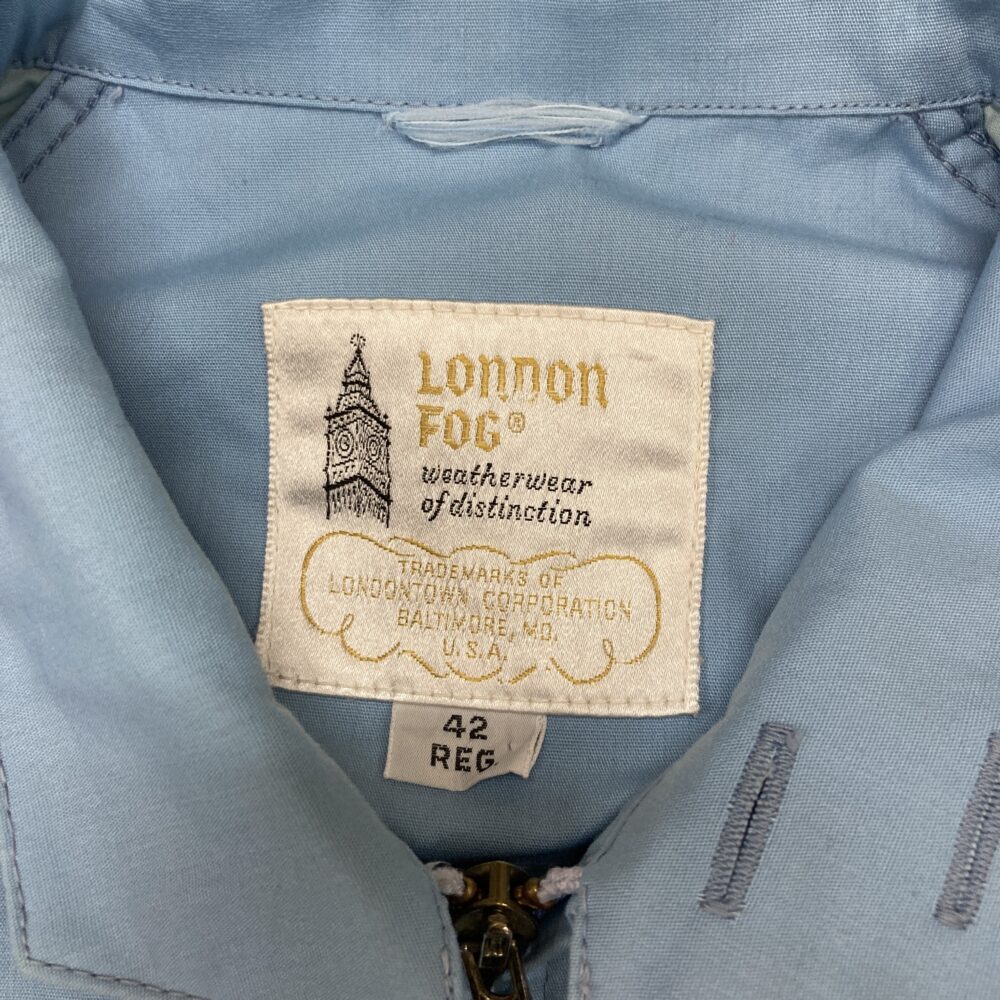 LONDON
FOG®
weatherwear
of distinction
TRADEMARKS OF
LONDONTOWN CORPORATION
BALTIMORE, MD.
U.S.A.
42
REG